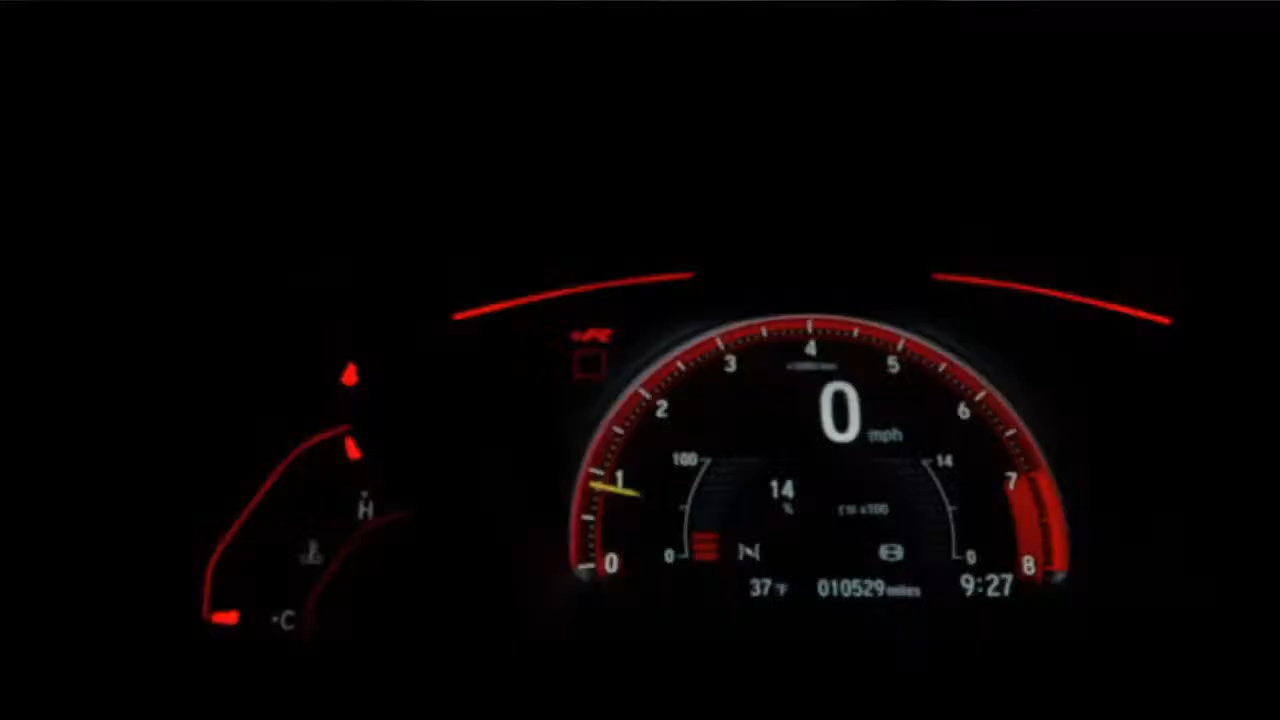 +R
4
3 5
0 mph
2 6
100 14
1 14 % 7
H
0 0
0 8
37 °F 010529 miles 9:27
C